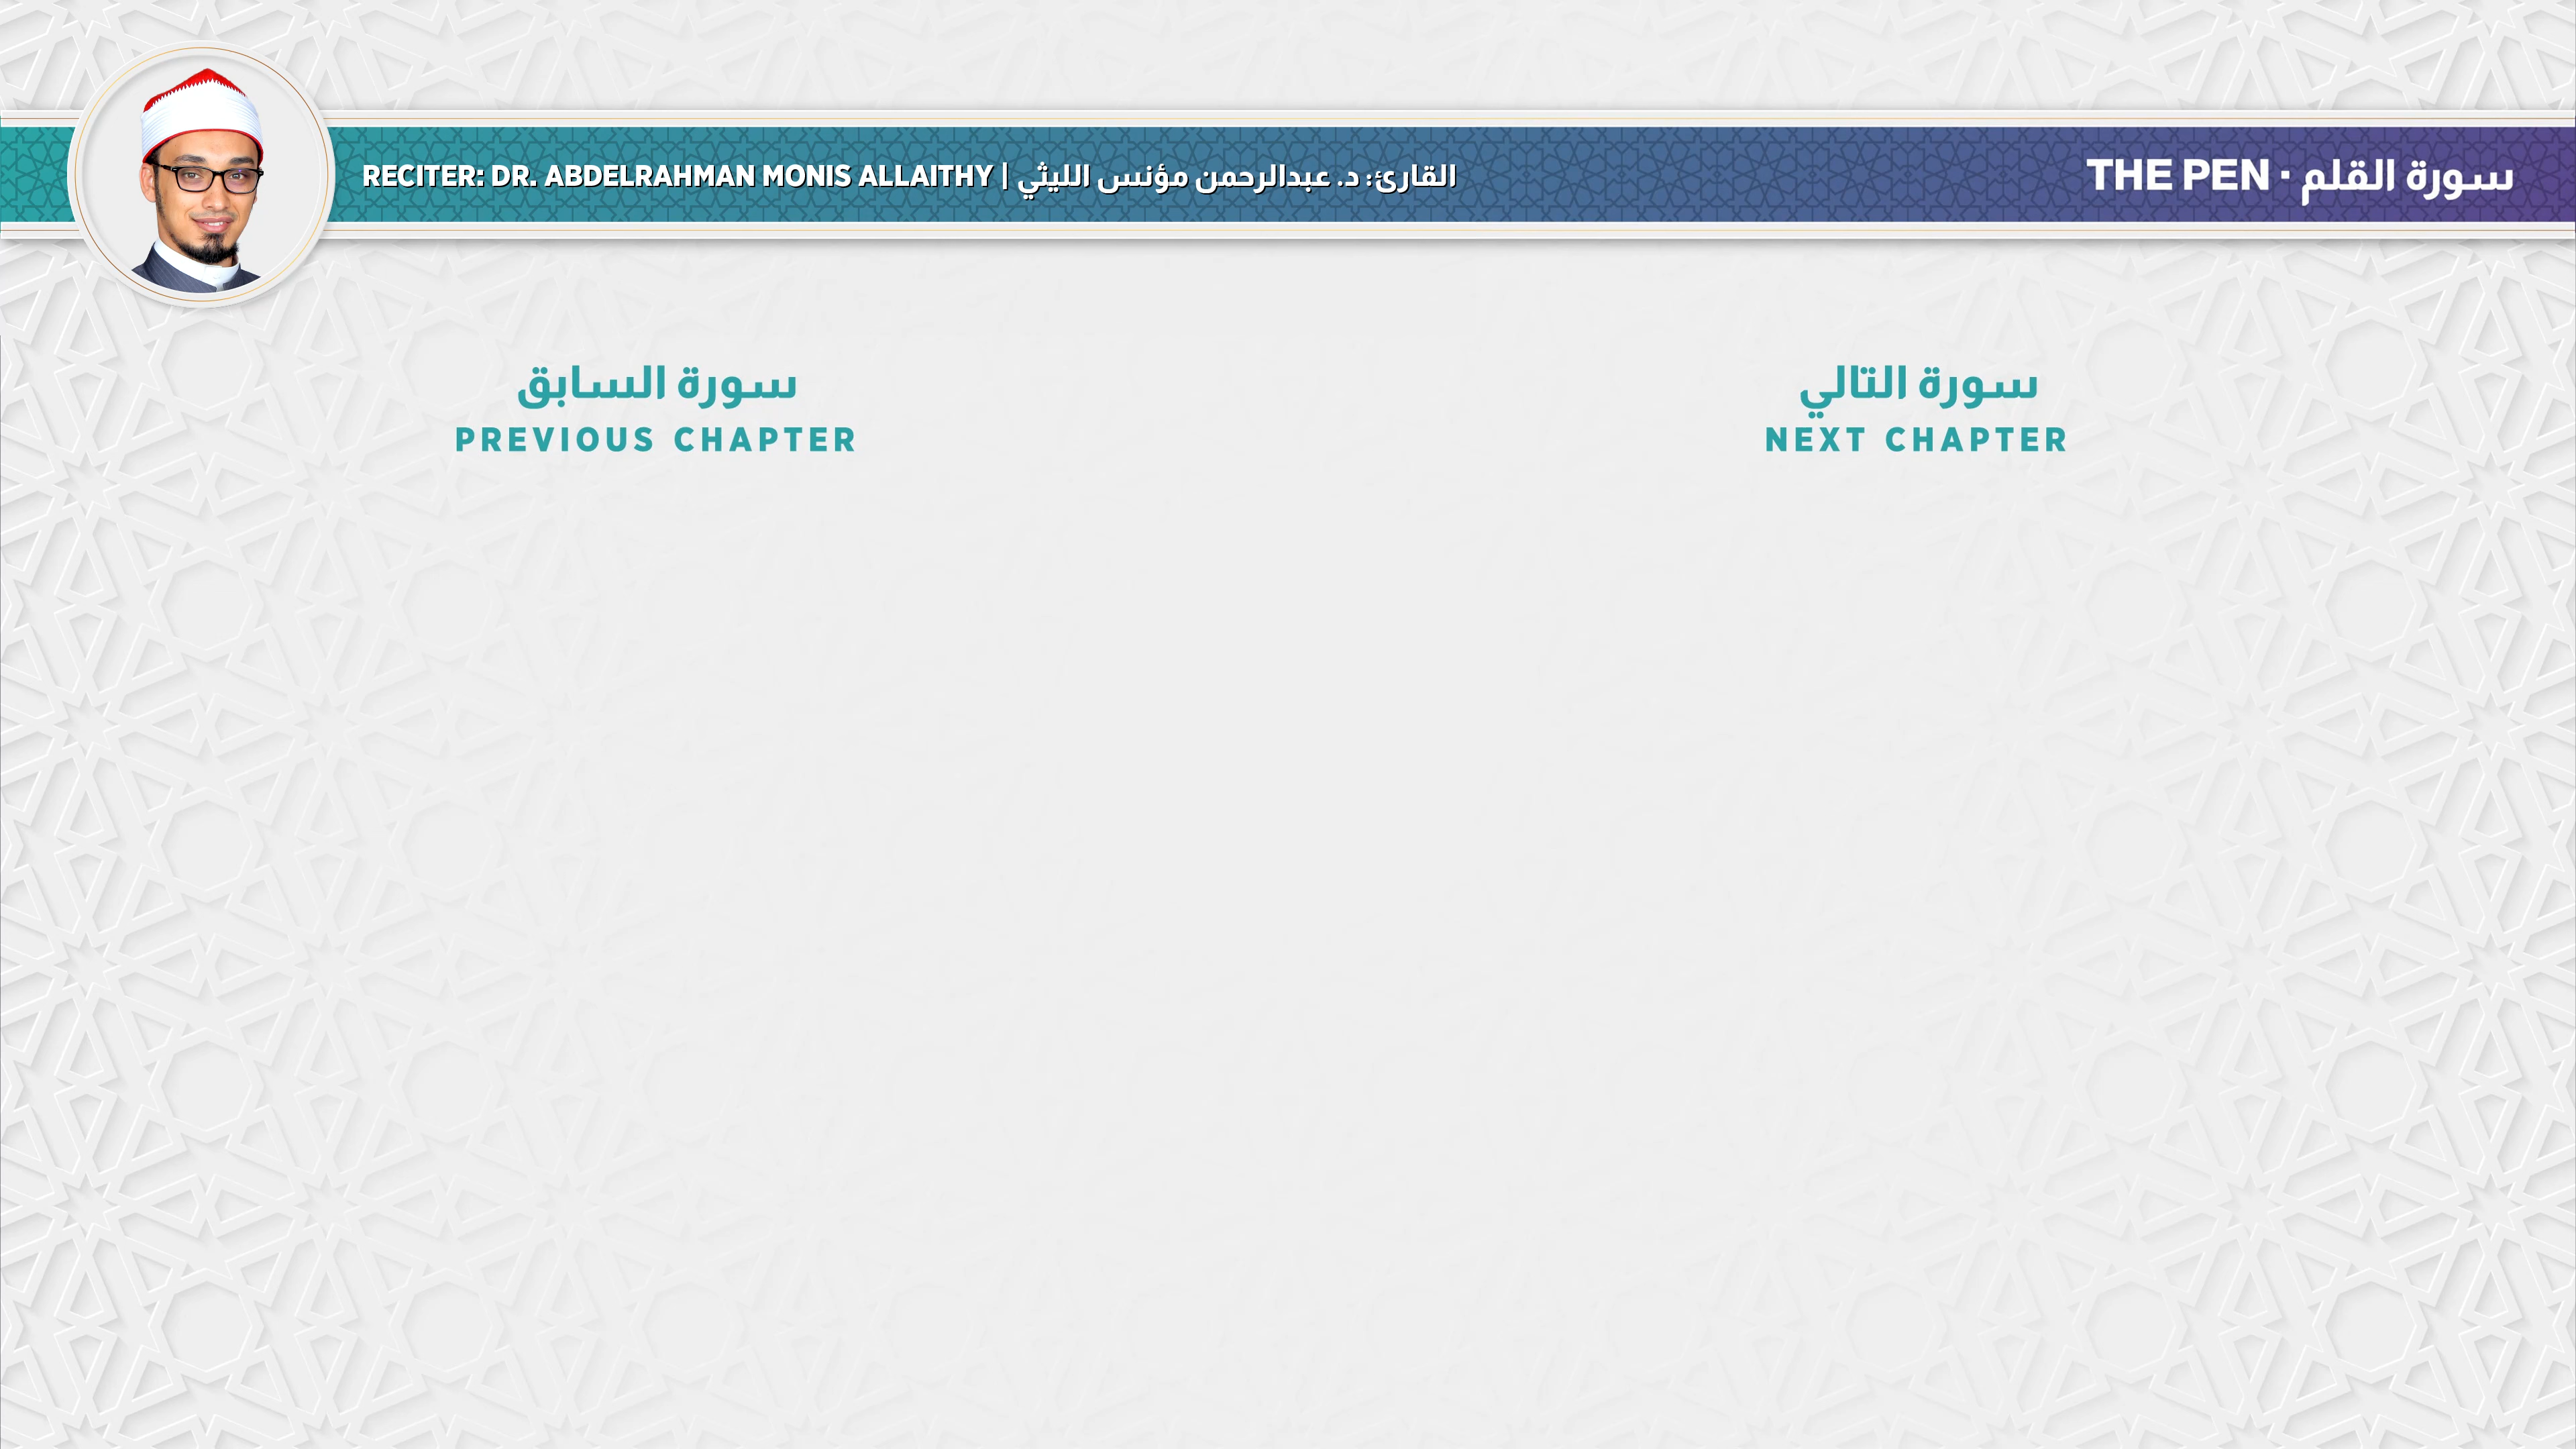 RECITER: DR. ABDELRAHMAN MONIS ALLAITHY | القارئ: د. عبدالرحمن مؤنس الليثي
THE PEN · سورة القلم
سورة السابق
PREVIOUS CHAPTER
سورة التالي
NEXT CHAPTER